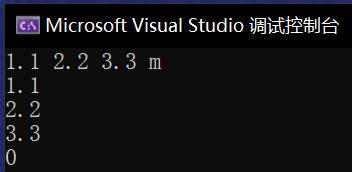 Microsoft Visual Studio 调试控制台
1.1 2.2 3.3 m
1.1
2.2
3.3
0